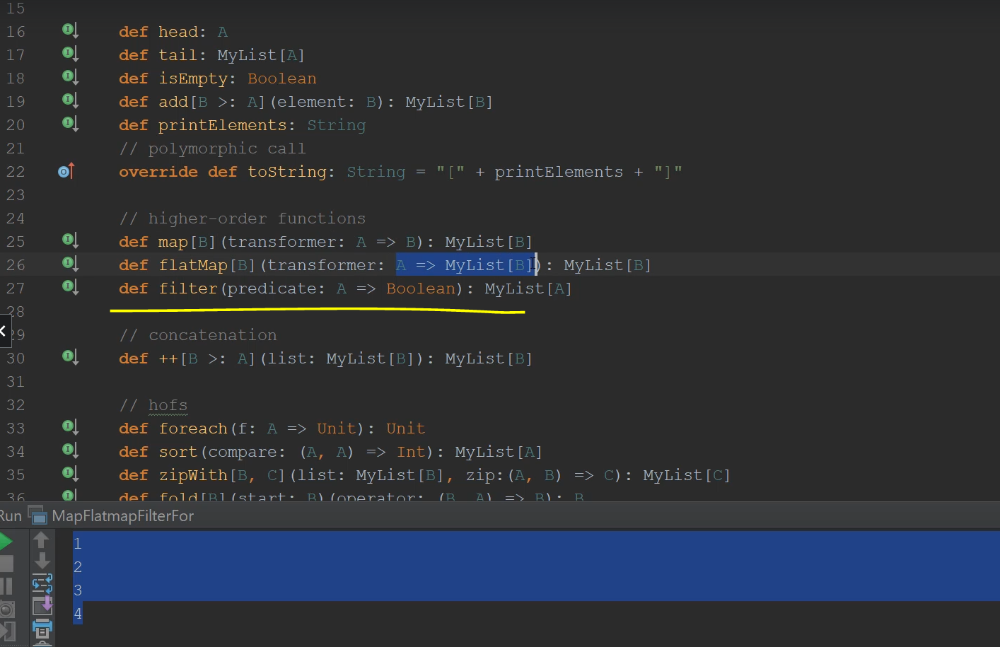 15
16 def head: A
17 def tail: MyList[A]
18 def isEmpty: Boolean
19 def add[B >: A](element: B): MyList[B]
20 def printElements: String
21 // polymorphic call
22 override def toString: String = "[" + printElements + "]"
23
24 // higher-order functions
25 def map[B](transformer: A => B): MyList[B]
26 def flatMap[B](transformer: A => MyList[B]): MyList[B]
27 def filter(predicate: A => Boolean): MyList[A]
28
29 // concatenation
30 def ++[B >: A](list: MyList[B]): MyList[B]
31
32 // hofs
33 def foreach(f: A => Unit): Unit
34 def sort(compare: (A, A) => Int): MyList[A]
35 def zipWith[B, C](list: MyList[B], zip:(A, B) => C): MyList[C]
36 def fold[B](start: B)(operator: (B, A) => B): B
Run MapFlatmapFilterFor
1
2
3
4